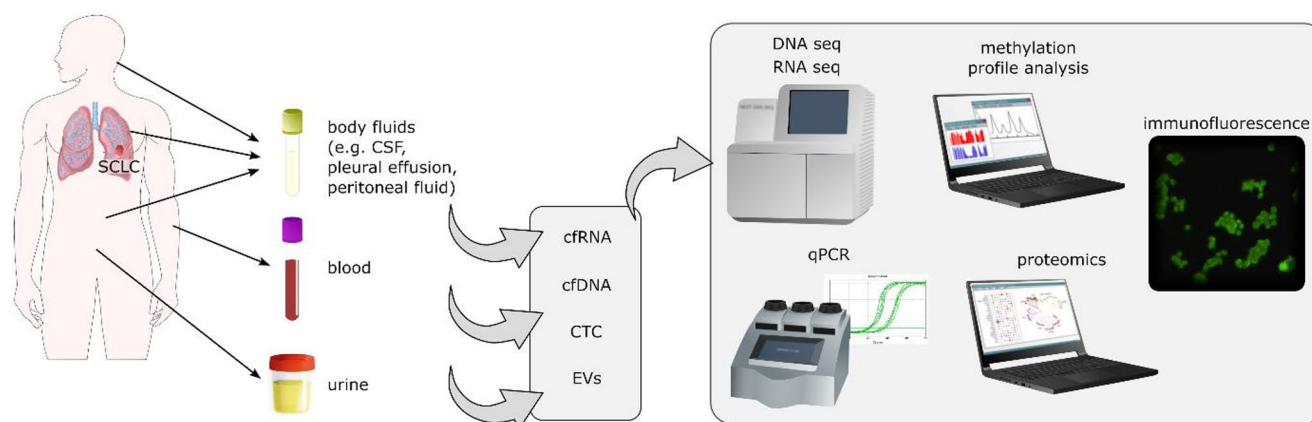 SCLC
body fluids
(e.g. CSF,
pleural effusion,
peritoneal fluid)
blood
urine
cfRNA
cfDNA
CTC
EVs
DNA seq
RNA seq
methylation
profile analysis
immunofluorescence
qPCR
proteomics